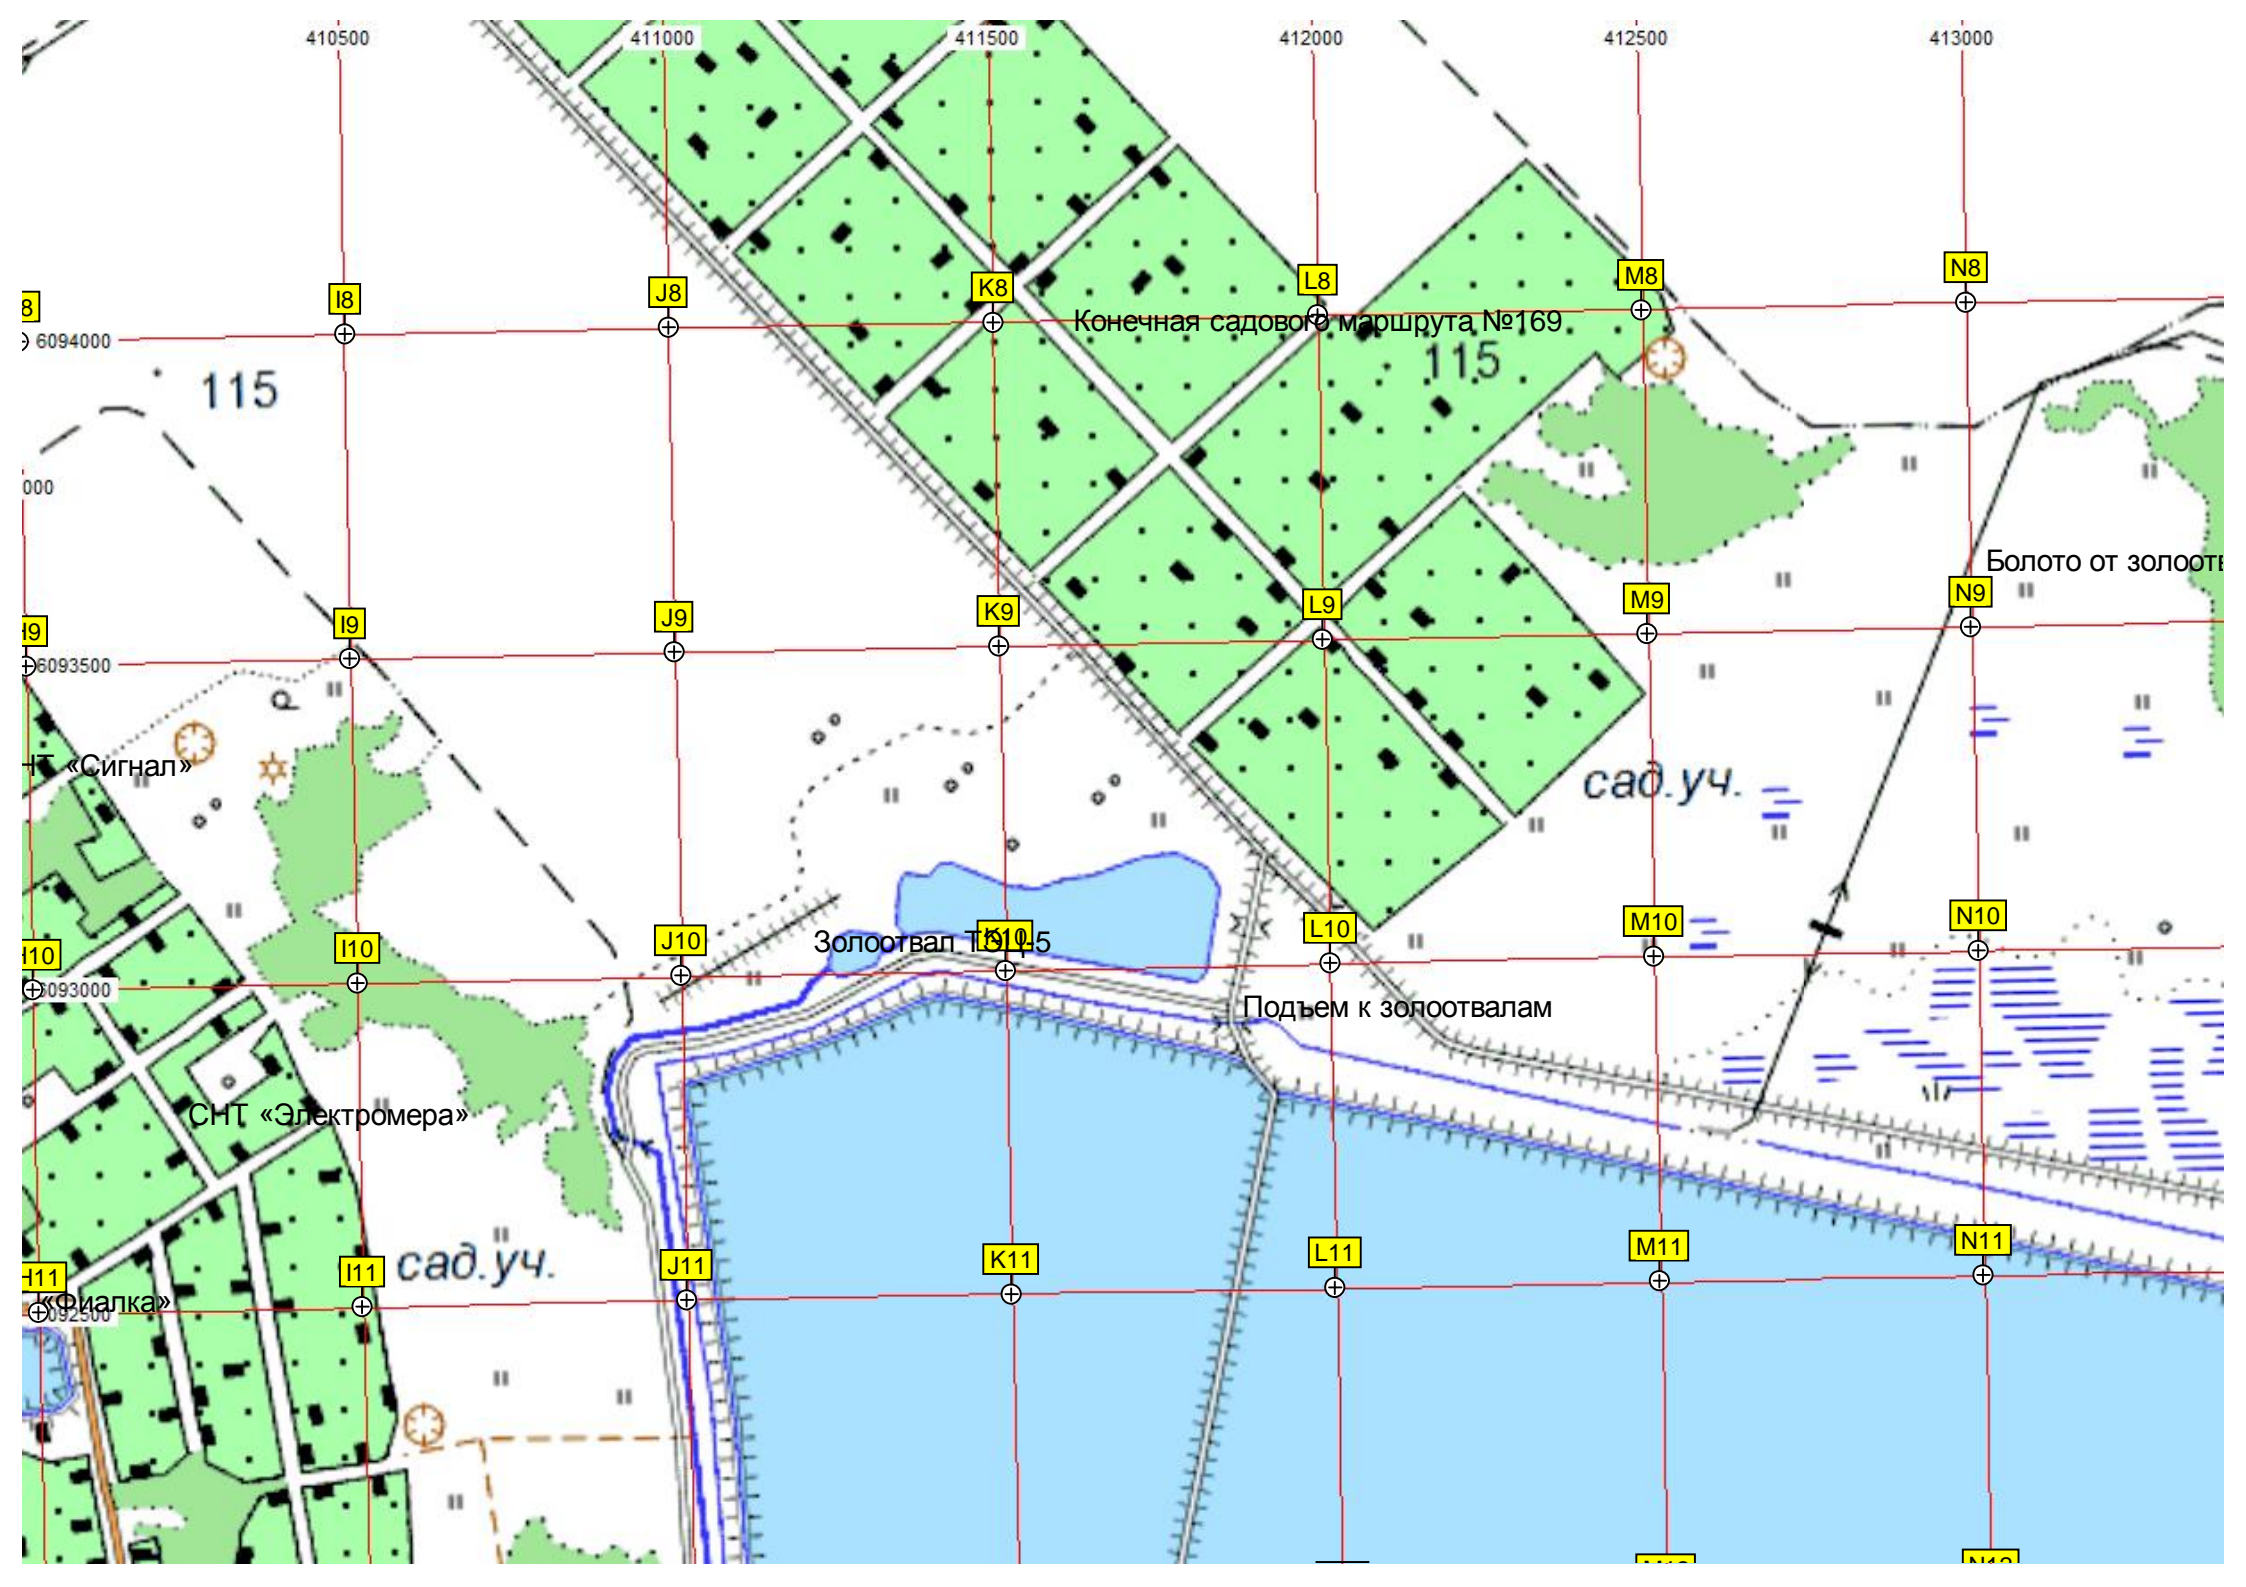 410500 411000 411500 412000 412500 413000
I8 J8 K8 L8 M8 N8
6094000
Конечная садового маршрута №169
115
115
Болото от
I9 J9 K9 L9 M9 N9
6093500
«Сигнал»
сад.уч.
I10 J10 K10 L10 M10 N10
Золоотвал ТЭЦ-5
Подъем к золоотвалам
СНТ «Электромера»
сад.уч.
H11 I11 J11 K11 L11 M11 N11
«Фиалка»